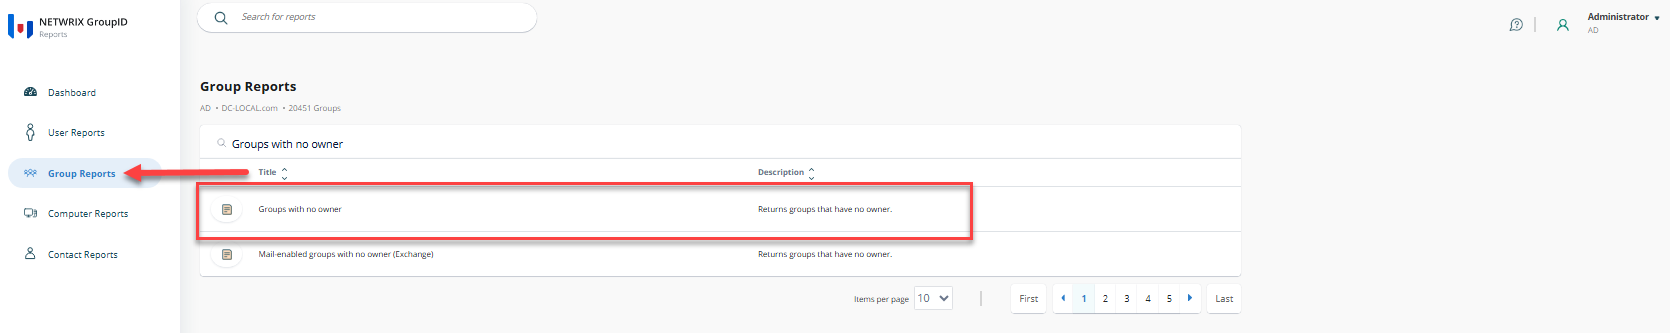 NETWRIX GroupID
Reports
Search for reports
Administrator
AD
Dashboard
User Reports
Group Reports
Computer Reports
Contact Reports
Group Reports
AD • DC-LOCAL.com • 20451 Groups
Groups with no owner
Title Description
Groups with no owner Returns groups that have no owner.
Mail-enabled groups with no owner (Exchange) Returns groups that have no owner.
Items per page 10 First 1 2 3 4 5 Last